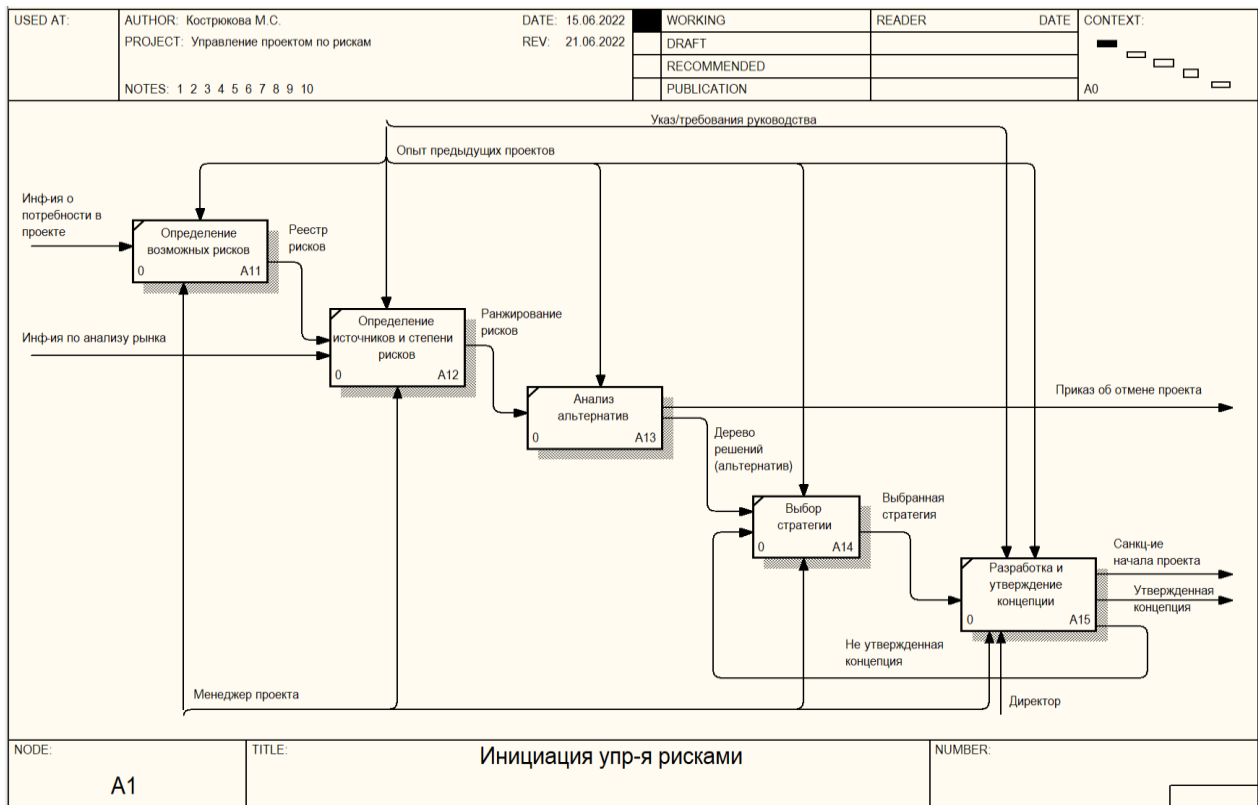 USED AT:
AUTHOR: Кострюкова М.С.
DATE: 15.06.2022
PROJECT: Управление проектом по рискам
REV: 21.06.2022
NOTES: 1 2 3 4 5 6 7 8 9 10
WORKING
DRAFT
RECOMMENDED
PUBLICATION
READER
DATE
CONTEXT:
A0
Указ/требования руководства
Опыт предыдущих проектов
Инф-ия о
потребности в
проекте
Определение
возможных рисков
0
A11
Реестр
рисков
Инф-ия по анализу рынка
Определение
источников и степени
рисков
0
A12
Ранжирование
рисков
Анализ
альтернатив
0
A13
Приказ об отмене проекта
Дерево
решений
(альтернатив)
Выбор
стратегии
0
A14
Выбранная
стратегия
Разработка и
утверждение
концепции
0
A15
Санкц-ие
начала проекта
Утвержденная
концепция
Не утвержденная
концепция
Менеджер проекта
Директор
NODE:
A1
TITLE:
Инициация упр-я рисками
NUMBER: